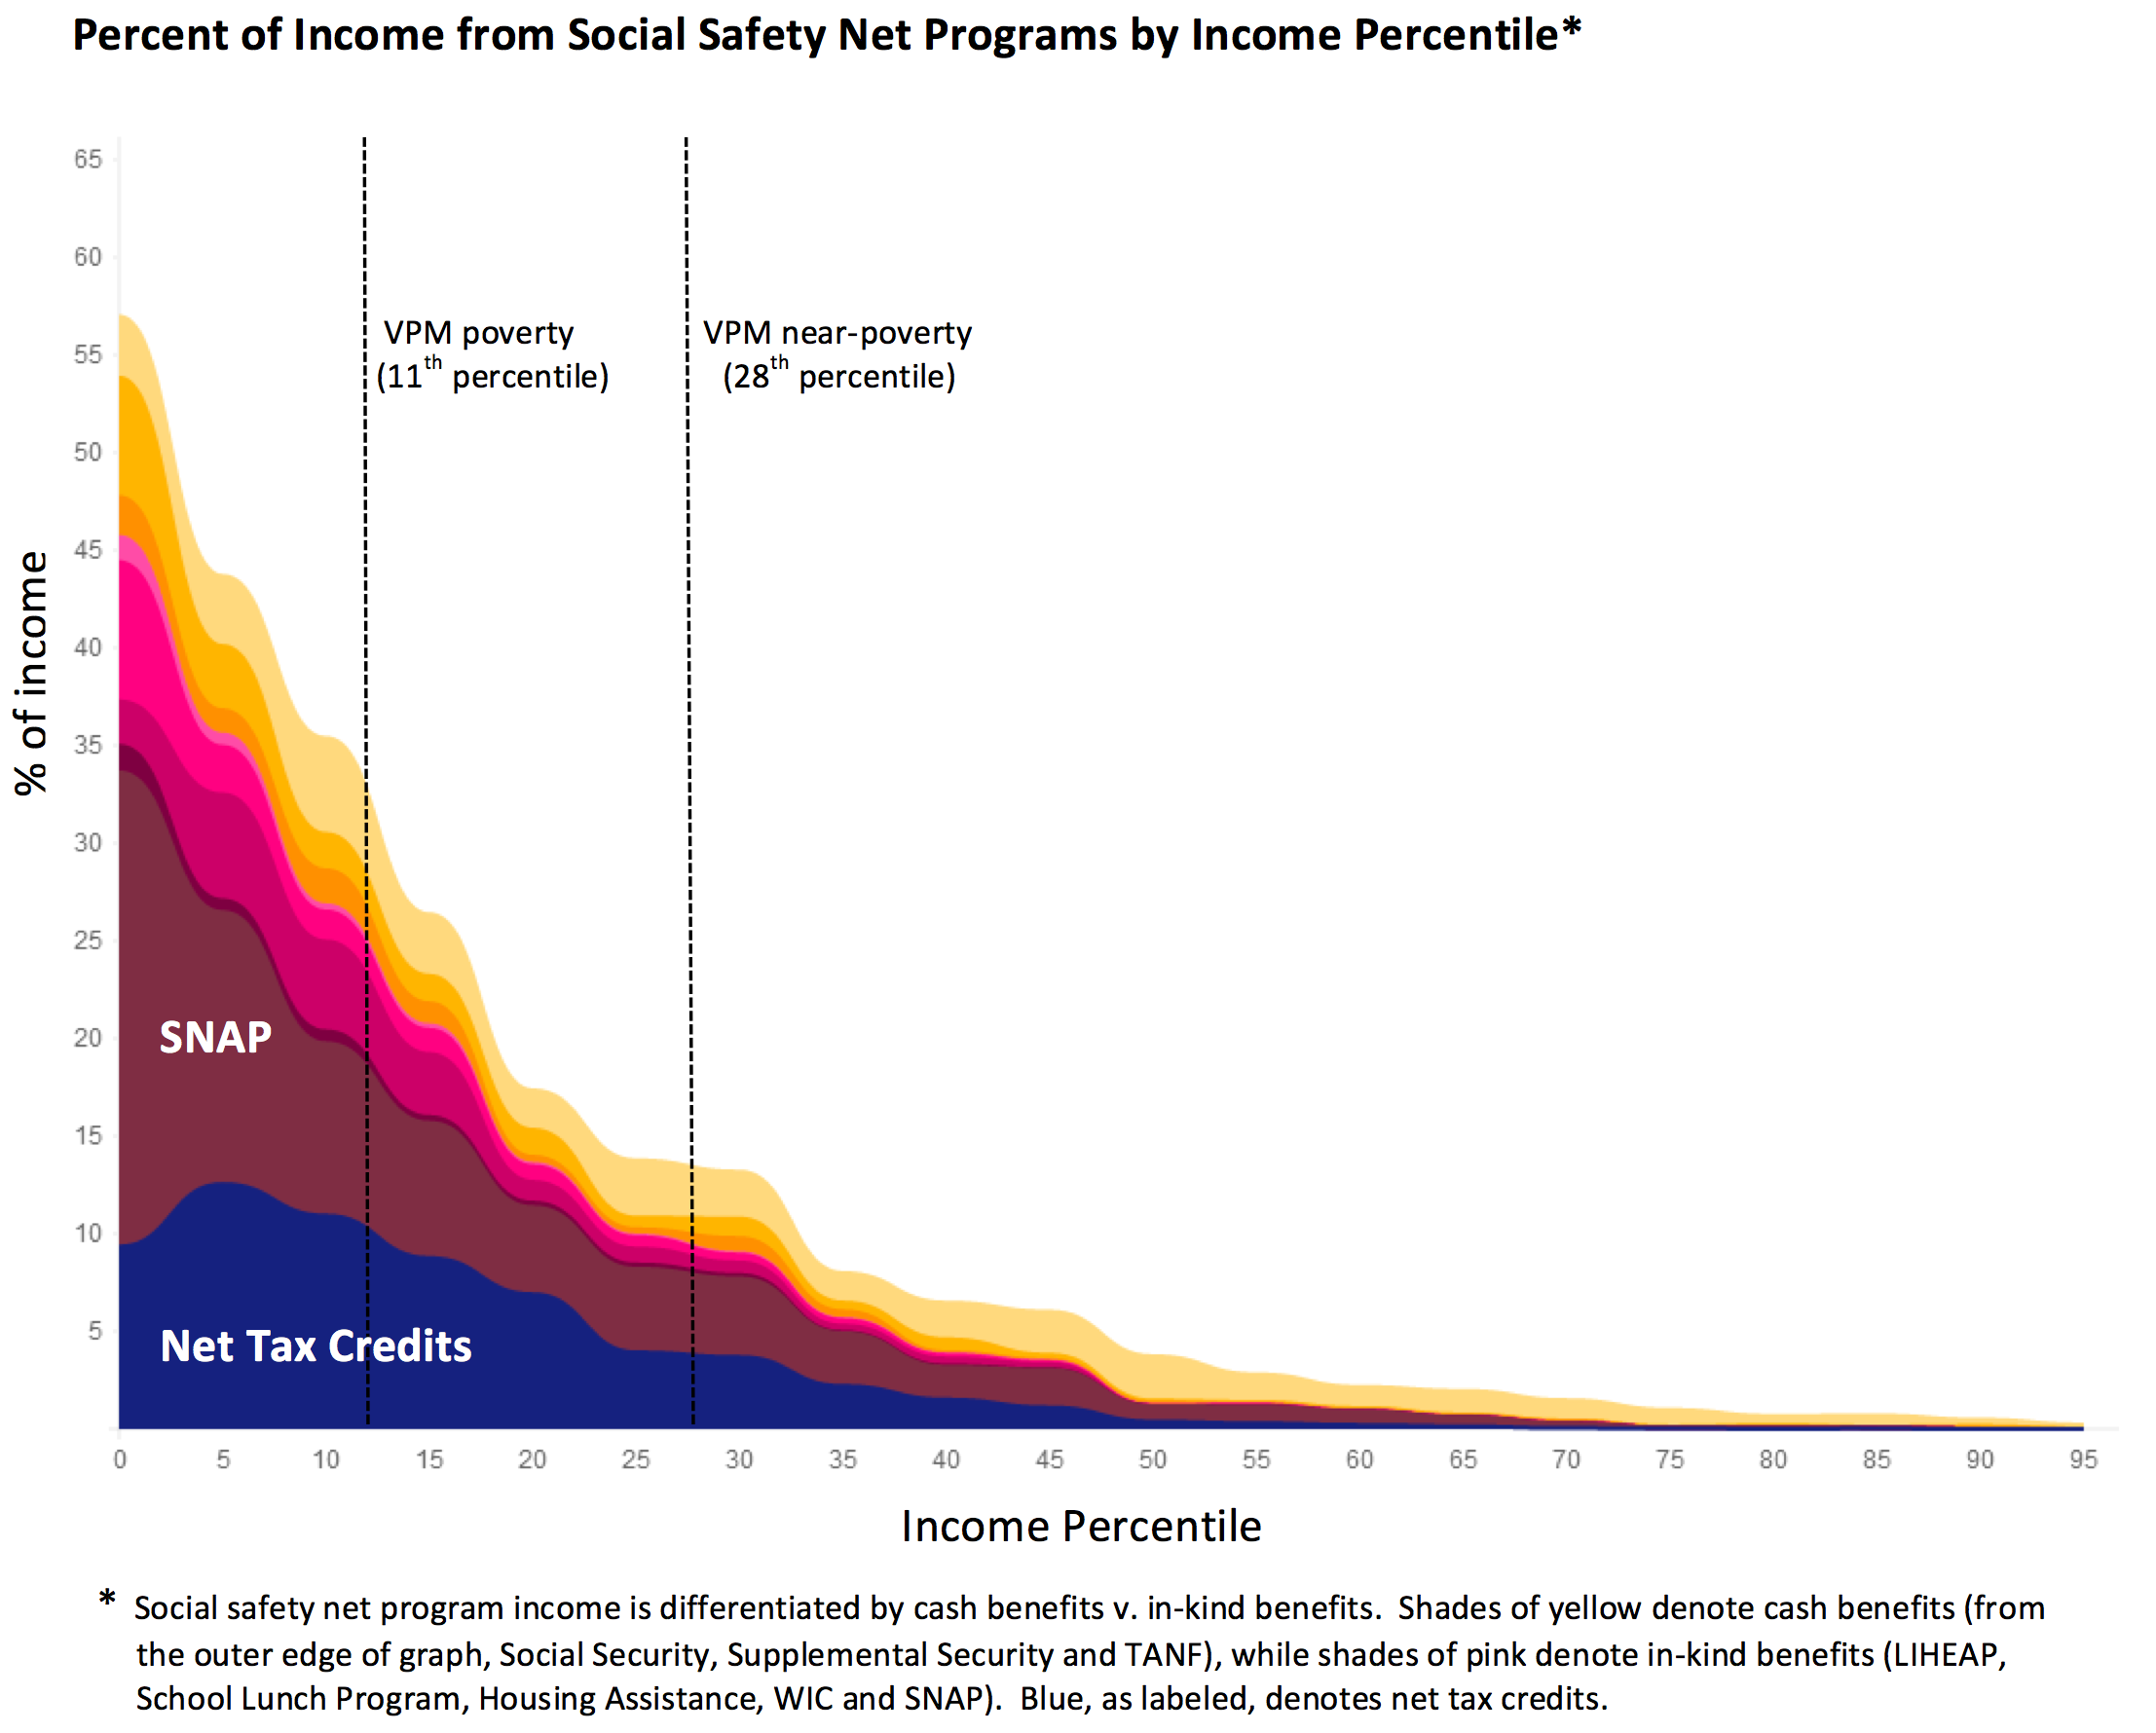 Percent of Income from Social Safety Net Programs by Income Percentile*
65
60
55
50
45
40
35
30
25
20
15
10
5
% of income
VPM poverty
(11th percentile)
VPM near-poverty
(28th percentile)
SNAP
Net Tax Credits
0 5 10 15 20 25 30 35 40 45 50 55 60 65 70 75 80 85 90 95
Income Percentile
* Social safety net program income is differentiated by cash benefits v. in-kind benefits. Shades of yellow denote cash benefits (from
the outer edge of graph, Social Security, Supplemental Security and TANF), while shades of pink denote in-kind benefits (LIHEAP,
School Lunch Program, Housing Assistance, WIC and SNAP). Blue, as labeled, denotes net tax credits.